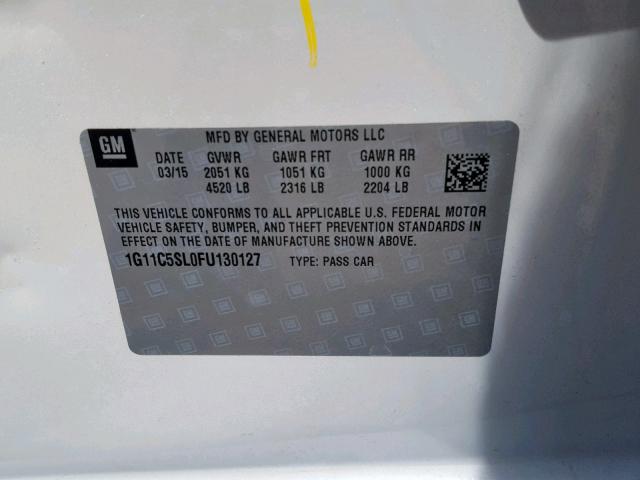 GM
MFD BY GENERAL MOTORS LLC
DATE GVWR GAWR FRT GAWR RR
03/15 2051 KG 1051 KG 1000 KG
4520 LB 2316 LB 2204 LB
THIS VEHICLE CONFORMS TO ALL APPLICABLE U.S. FEDERAL MOTOR
VEHICLE SAFETY, BUMPER, AND THEFT PREVENTION STANDARDS IN
EFFECT ON THE DATE OF MANUFACTURE SHOWN ABOVE.
1G11C5SL0FU130127 TYPE: PASS CAR